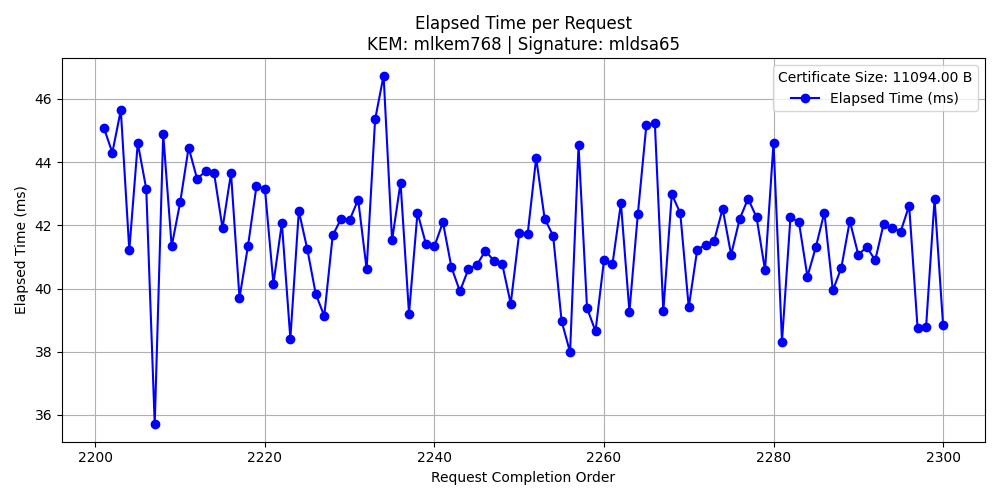 Elapsed Time per Request
KEM: mlkem768 | Signature: mldsa65
Certificate Size: 11094.00 B
Elapsed Time (ms)
Elapsed Time (ms)
46
44
42
40
38
36
2200 2220 2240 2260 2280 2300
Request Completion Order